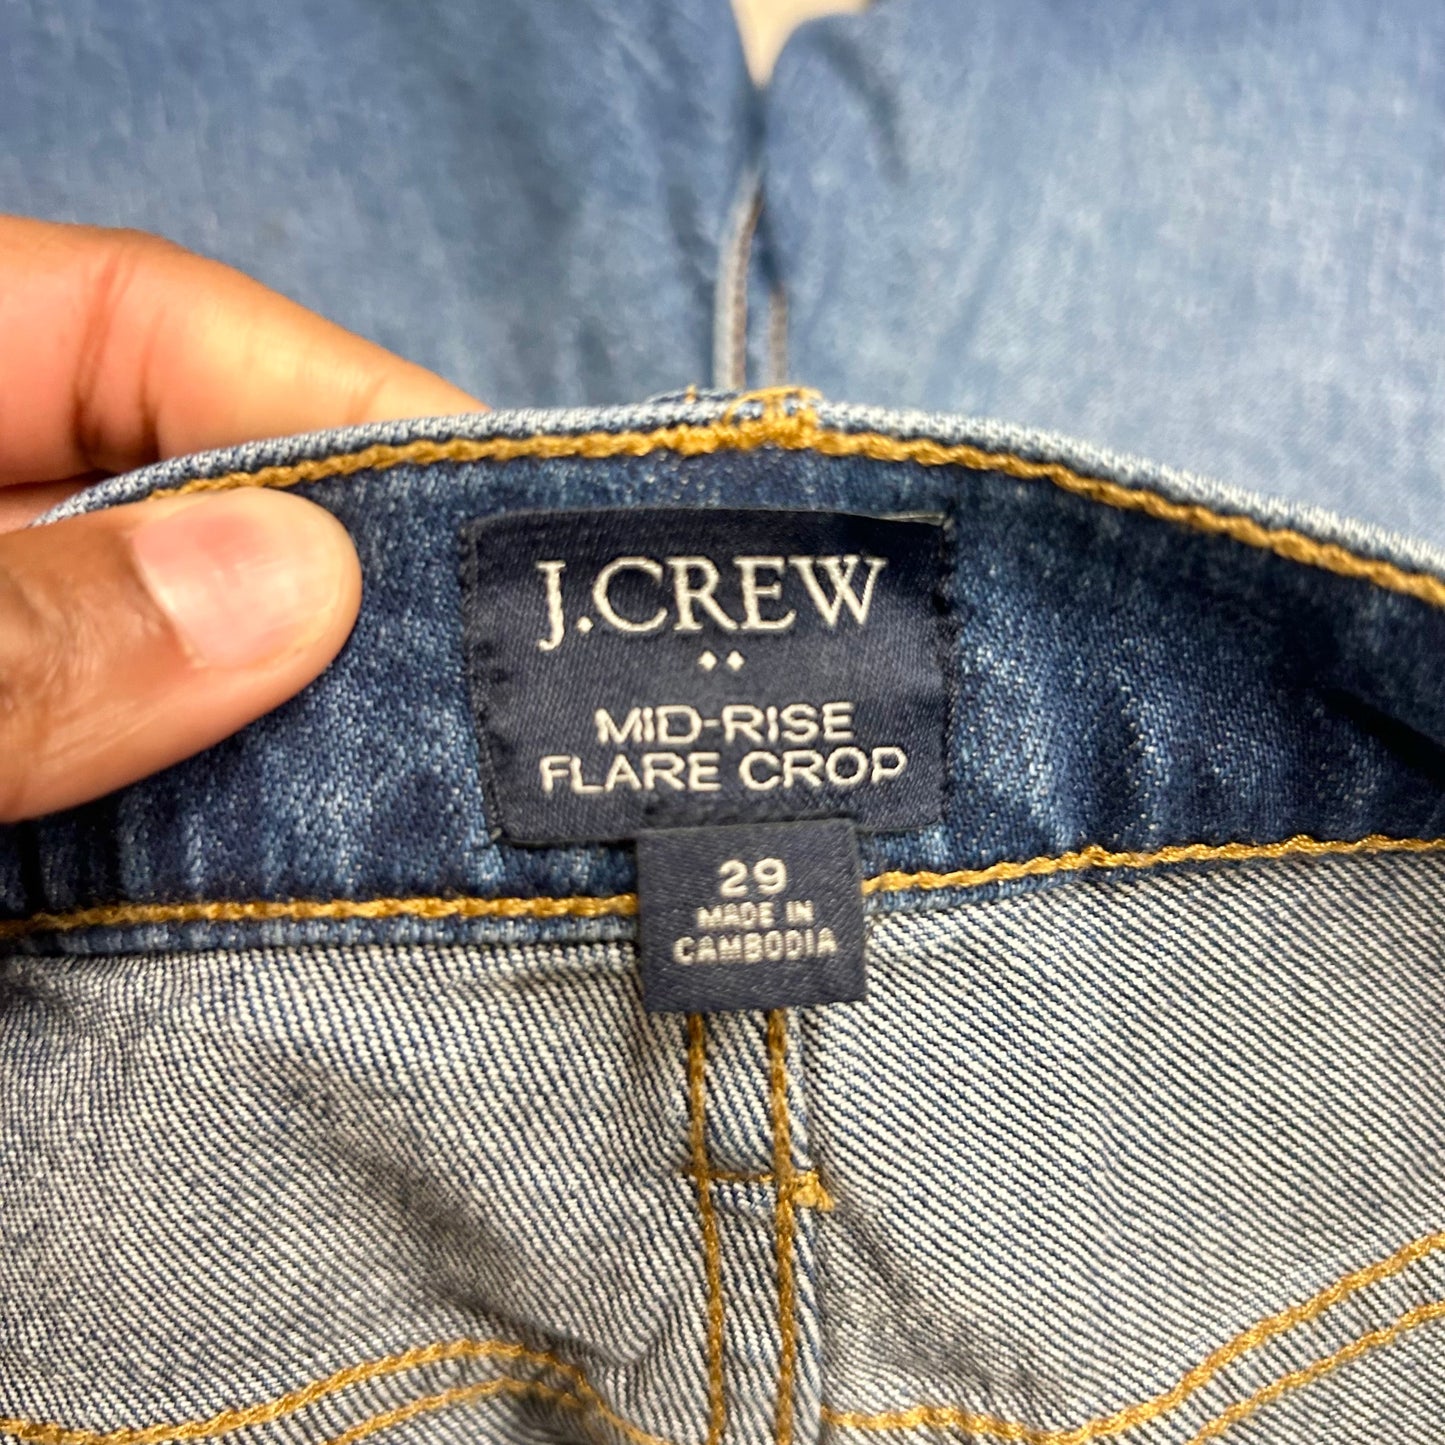 J.CREW
MID-RISE
FLARE CROP
29
MADE IN
CAMBODIA